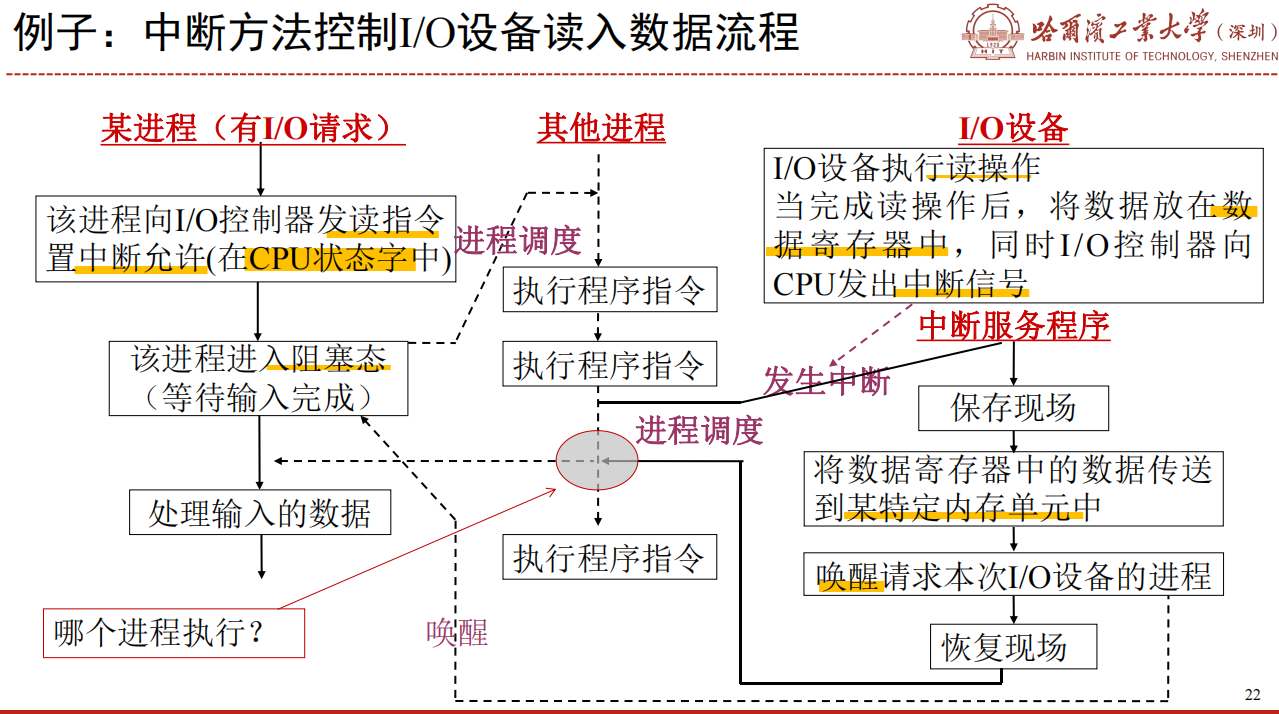 例子：中断方法控制I/O设备读入数据流程
哈尔滨工业大学（深圳）
HARBIN INSTITUTE OF TECHNOLOGY, SHENZHEN
HIT
1920
某进程（有I/O请求）
该进程向I/O控制器发读指令
置中断允许(在CPU状态字中)
该进程进入阻塞态
（等待输入完成）
处理输入的数据
哪个进程执行？
进程调度
其他进程
执行程序指令
执行程序指令
进程调度
执行程序指令
唤醒
I/O设备
I/O设备执行读操作
当完成读操作后，将数据放在数
据寄存器中，同时I/O控制器向
CPU发出中断信号
发生中断
中断服务程序
保存现场
将数据寄存器中的数据传送
到某特定内存单元中
唤醒请求本次I/O设备的进程
恢复现场
22